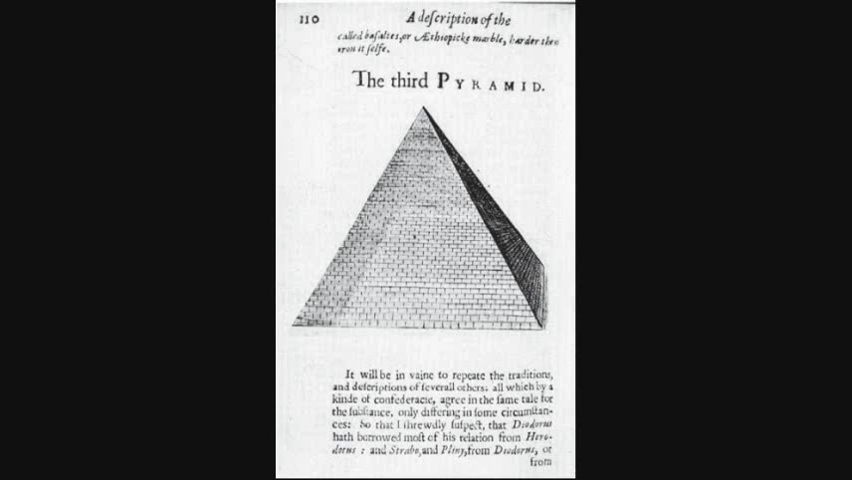 110
A deſcription of the
called baſaltes, or Æthiopicke marble, harder then
iron it ſelfe.
The third PYRAMID.
It will be in vaine to repeate the traditions,
and deſcriptions of ſeverall others: all which by a
kinde of confederacie, agree in the ſame tale for
the ſubſtance, only differing in ſome circumſtan-
ces: So that I ſhrewdly ſuſpect, that Diodorus
hath borrowed moſt of his relation from Hero-
dotus: and Strabo, and Pliny, from Diodorus, or
from